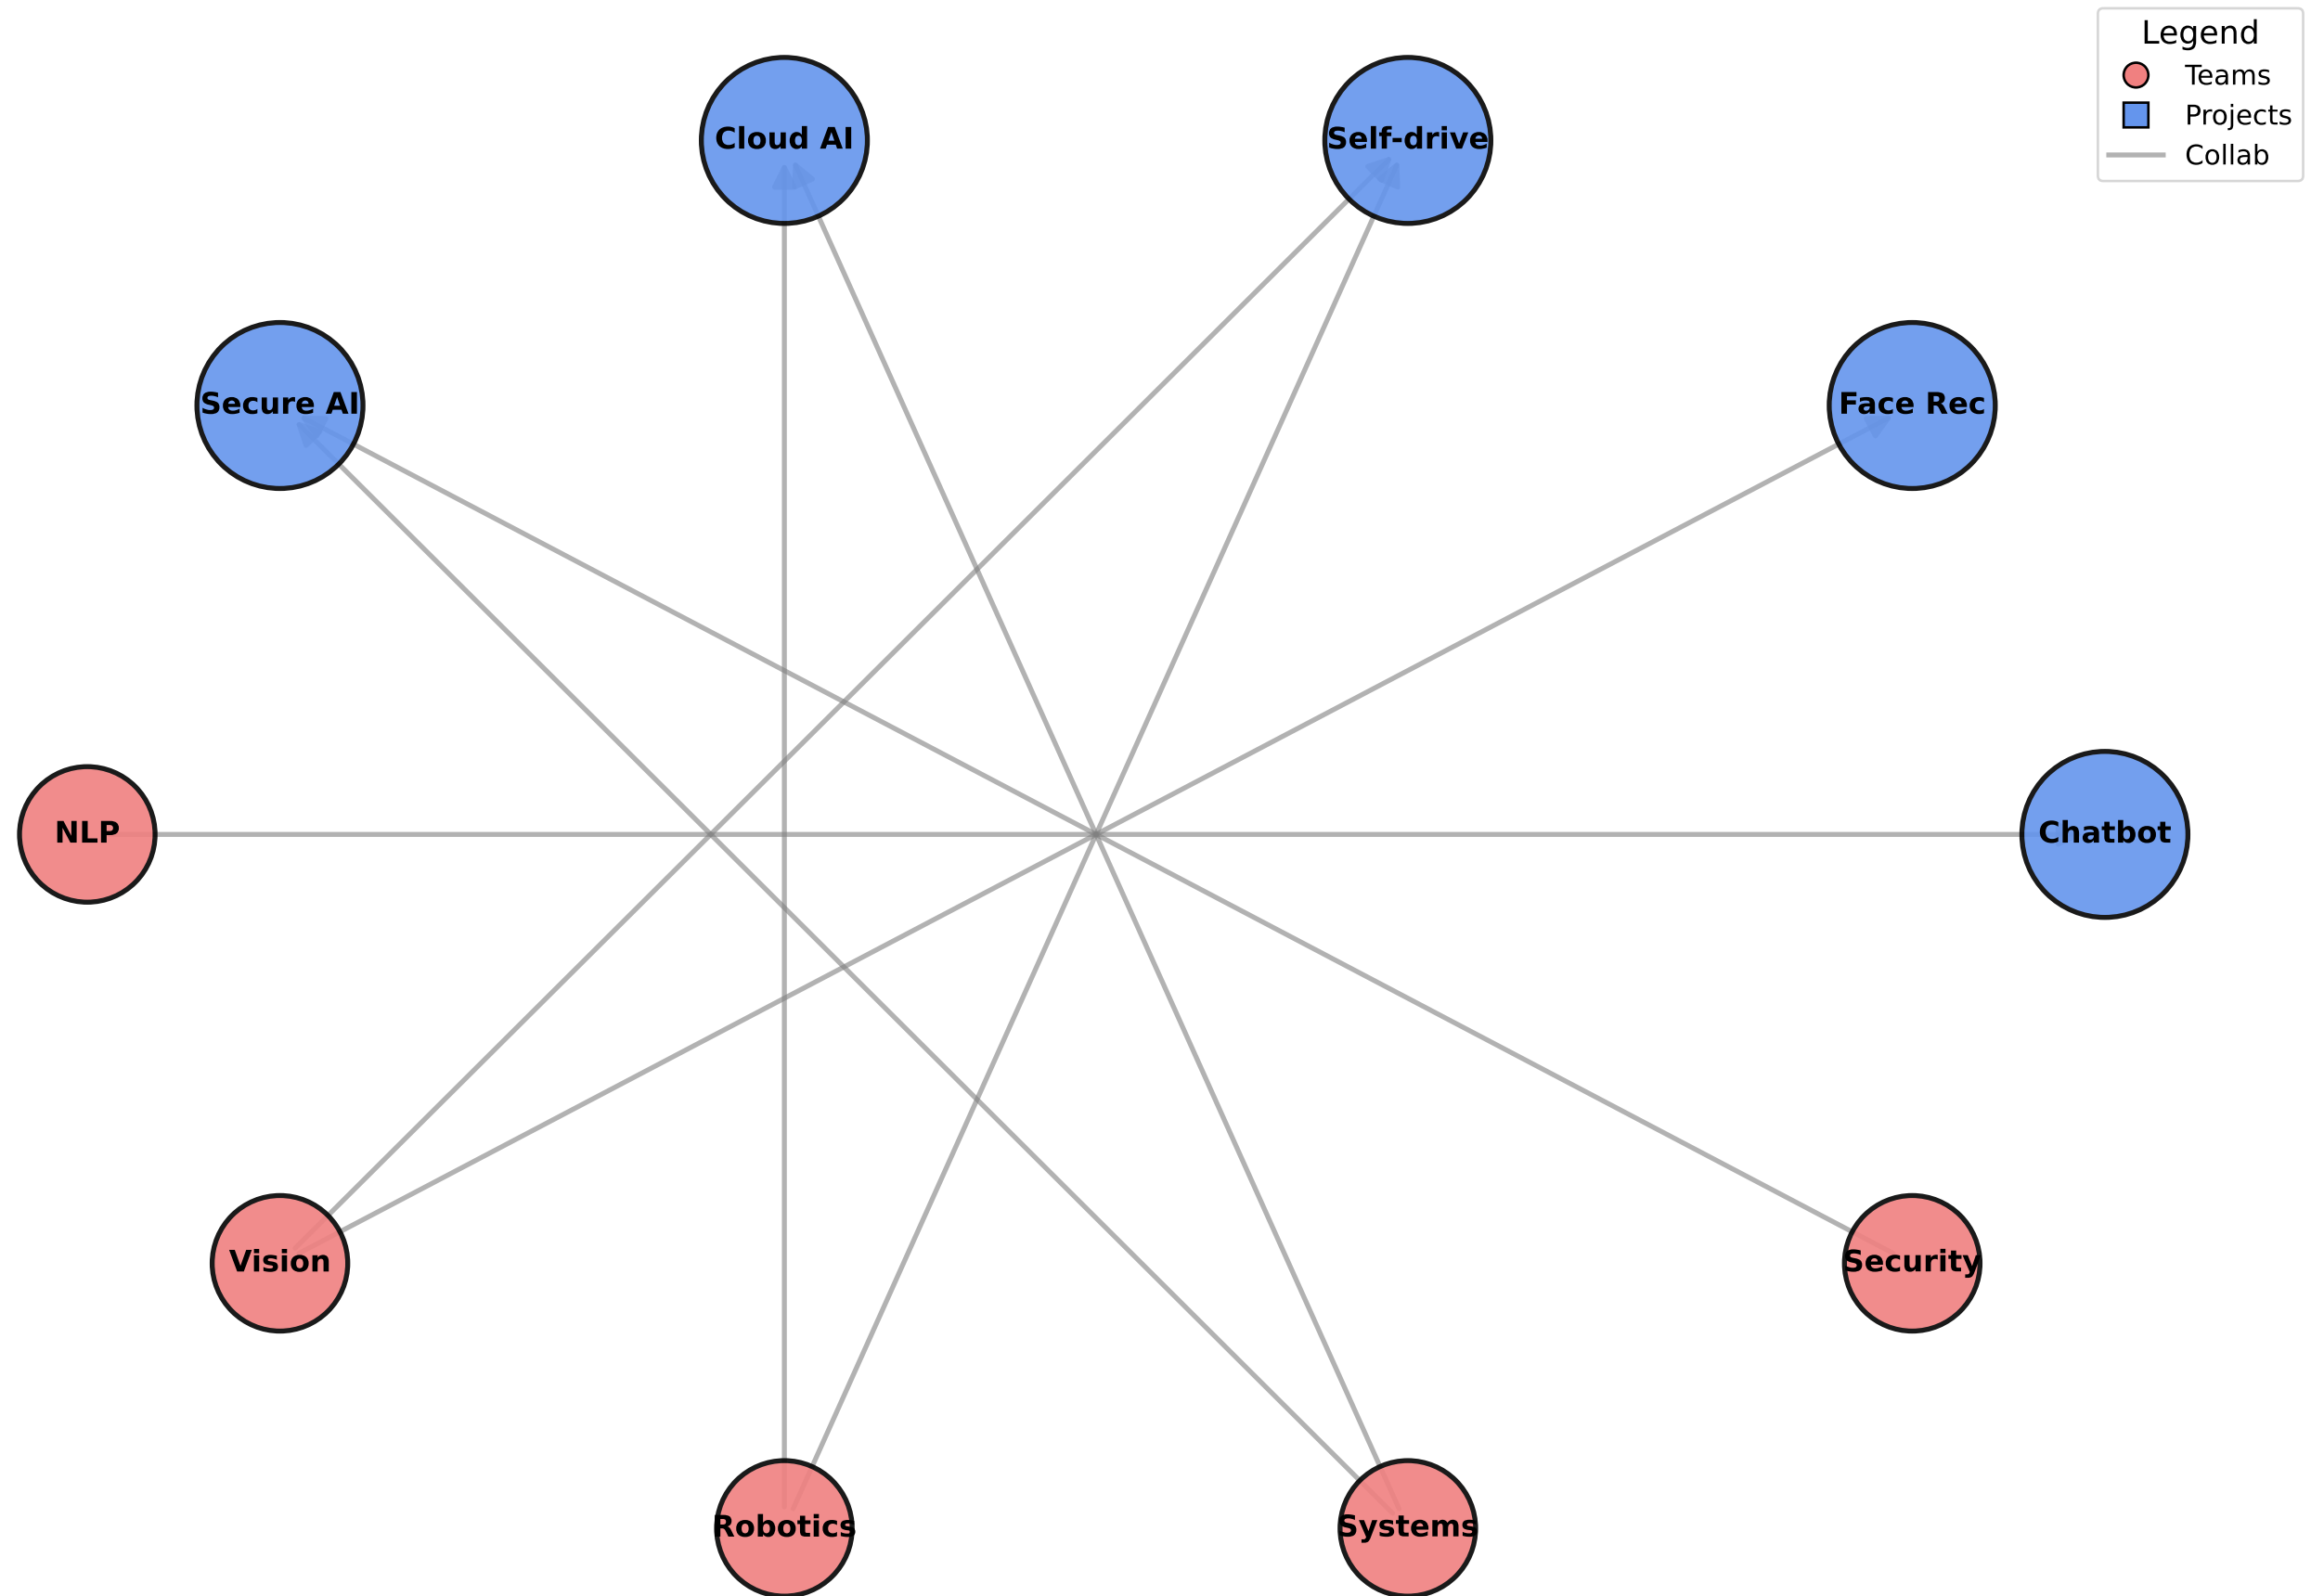 Legend
Teams
Projects
Collab
Cloud AI
Self-drive
Secure AI
Face Rec
NLP
Chatbot
Vision
Security
Robotics
Systems